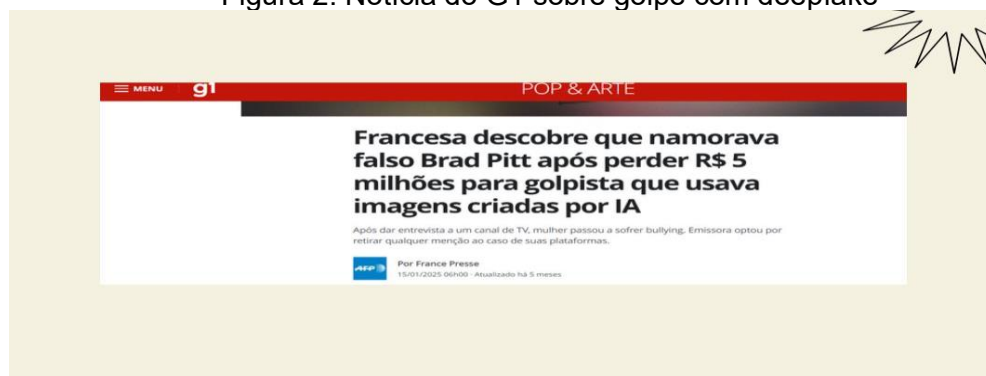 Figura 2. Notícia do G1 sobre golpe com deepfake
MENU g1 POP & ARTE
Francesa descobre que namorava
falso Brad Pitt após perder R$ 5
milhões para golpista que usava
imagens criadas por IA
Após dar entrevista a um canal de TV, mulher passou a sofrer bullying. Emissora optou por
retirar qualquer menção ao caso de suas plataformas.
AFP Por France Presse
15/01/2025 06h00 · Atualizado há 5 meses